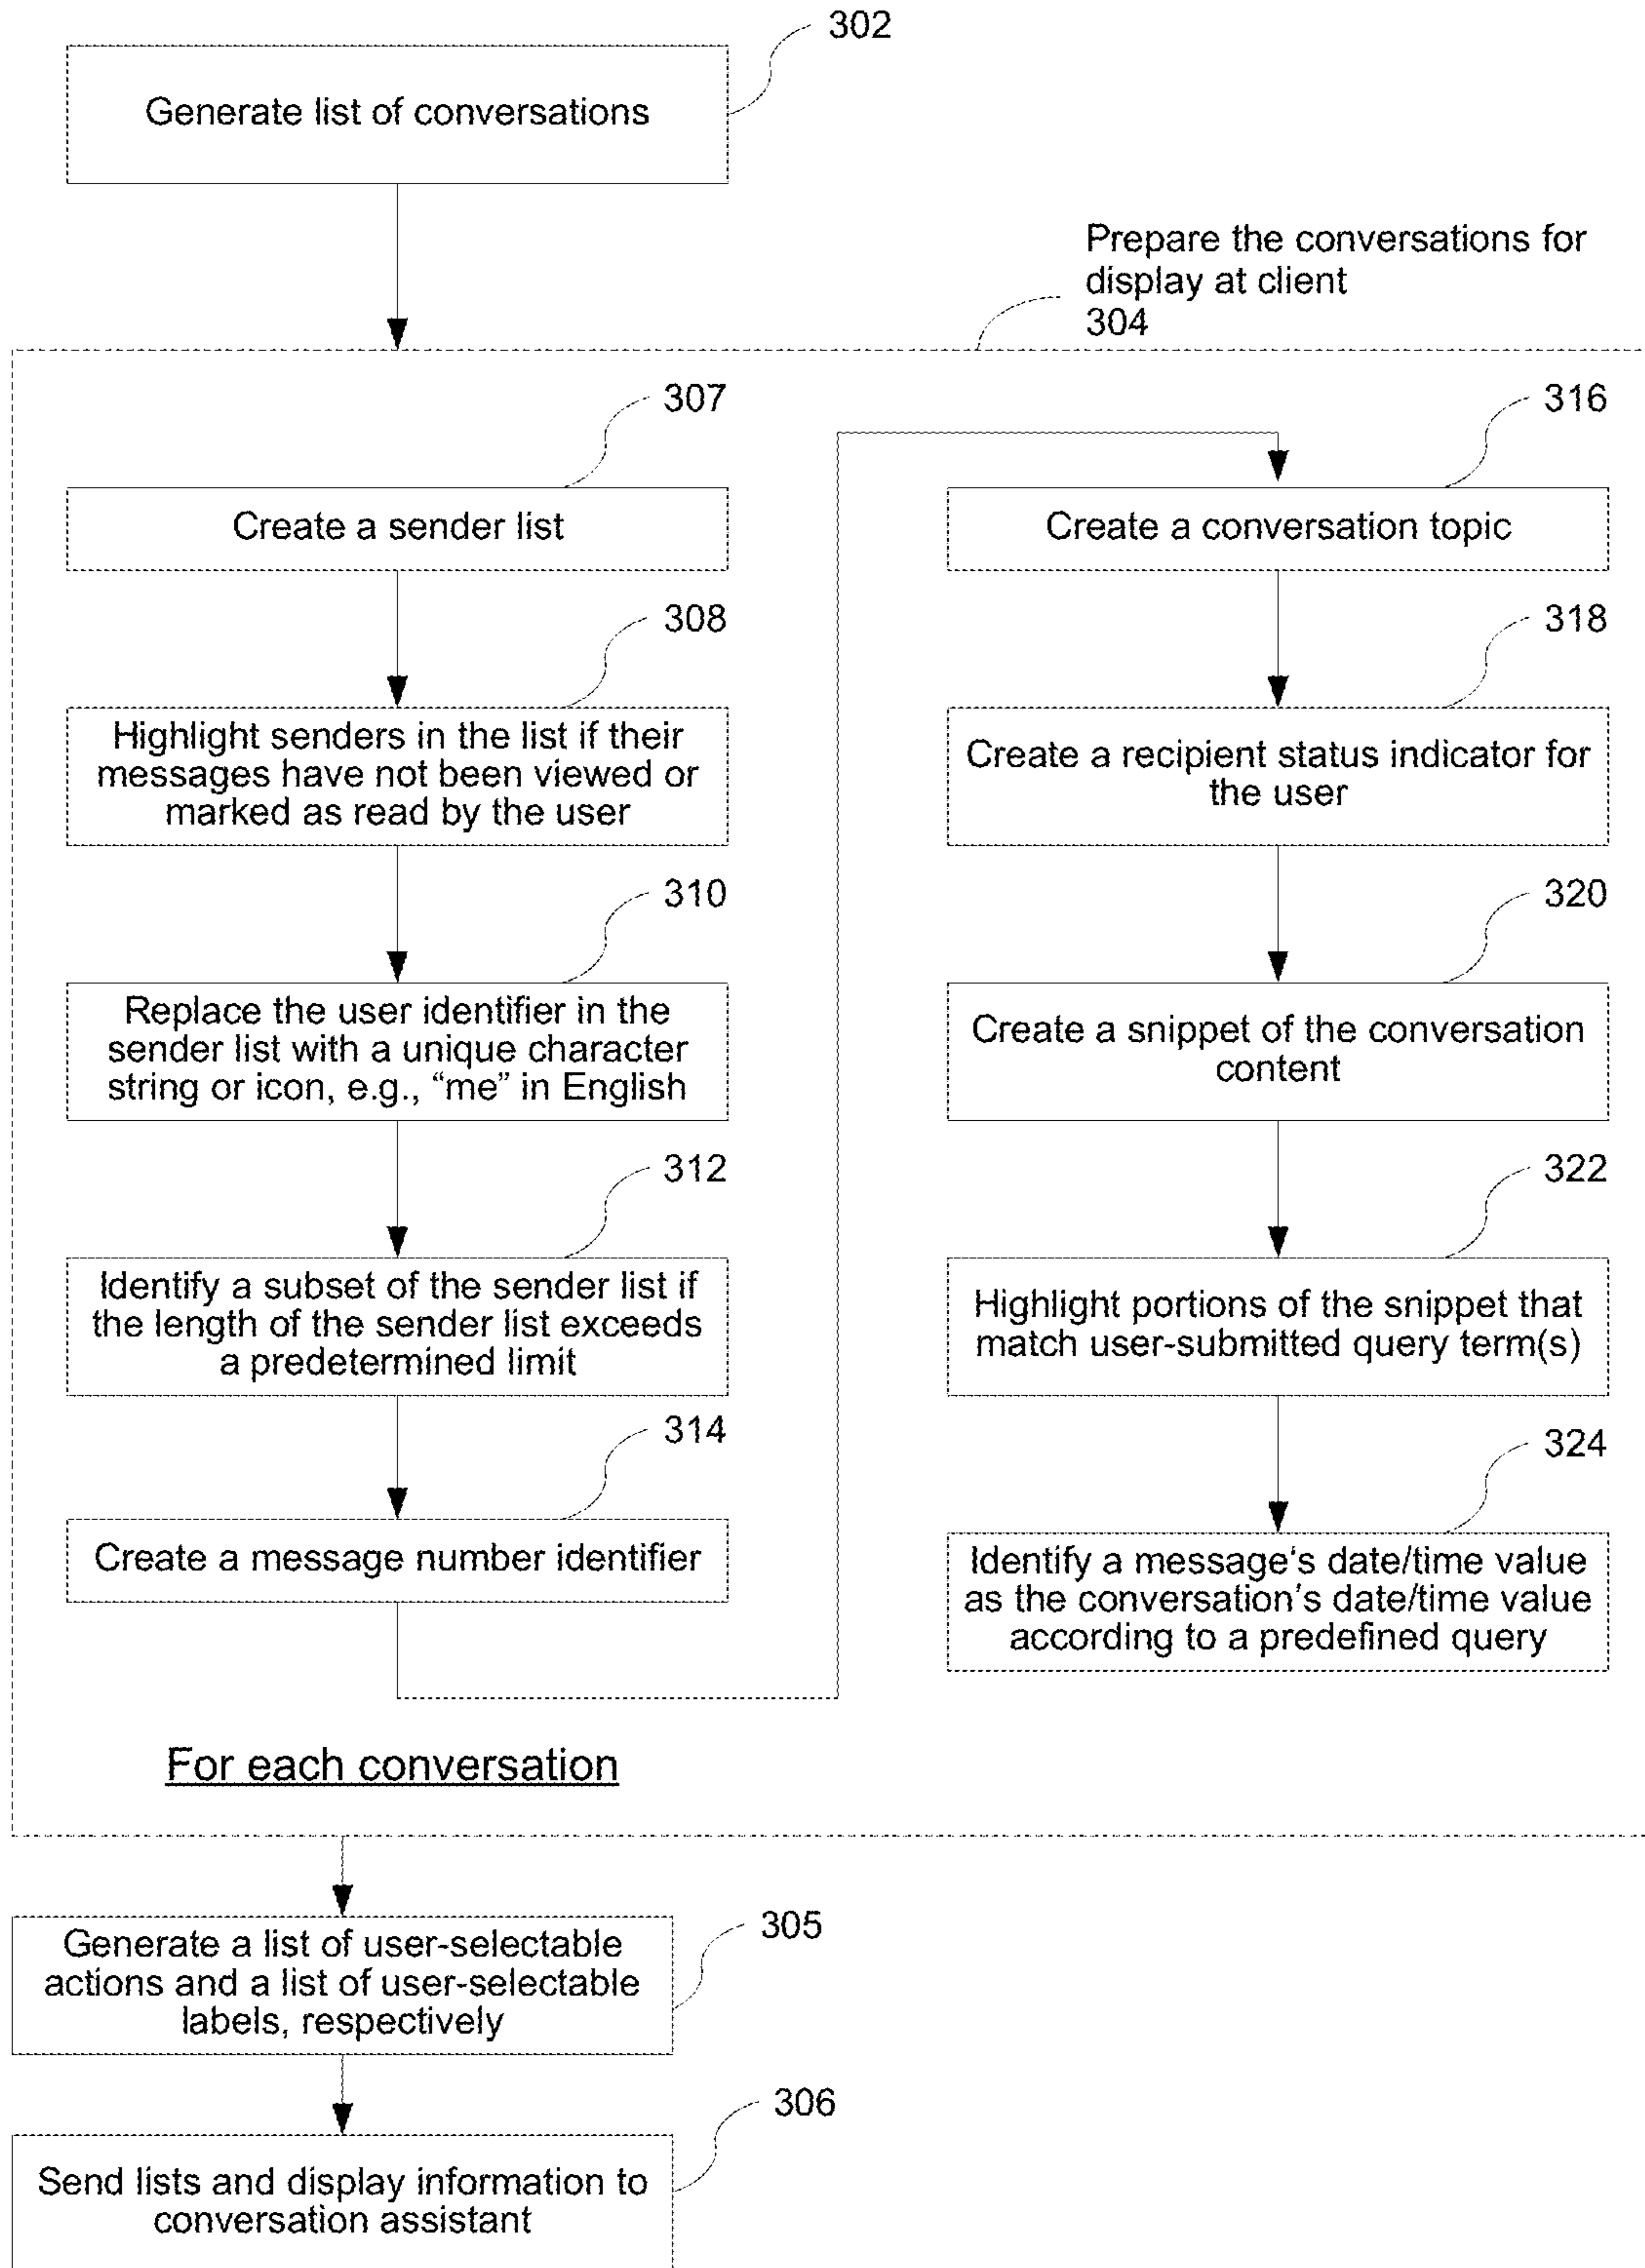 302
Generate list of conversations
Prepare the conversations for
display at client
304
307
Create a sender list
308
Highlight senders in the list if their
messages have not been viewed or
marked as read by the user
310
Replace the user identifier in the
sender list with a unique character
string or icon, e.g., “me” in English
312
Identify a subset of the sender list if
the length of the sender list exceeds
a predetermined limit
314
Create a message number identifier
316
Create a conversation topic
318
Create a recipient status indicator for
the user
320
Create a snippet of the conversation
content
322
Highlight portions of the snippet that
match user-submitted query term(s)
324
Identify a message‘s date/time value
as the conversation’s date/time value
according to a predefined query
For each conversation
305
Generate a list of user-selectable
actions and a list of user-selectable
labels, respectively
306
Send lists and display information to
conversation assistant